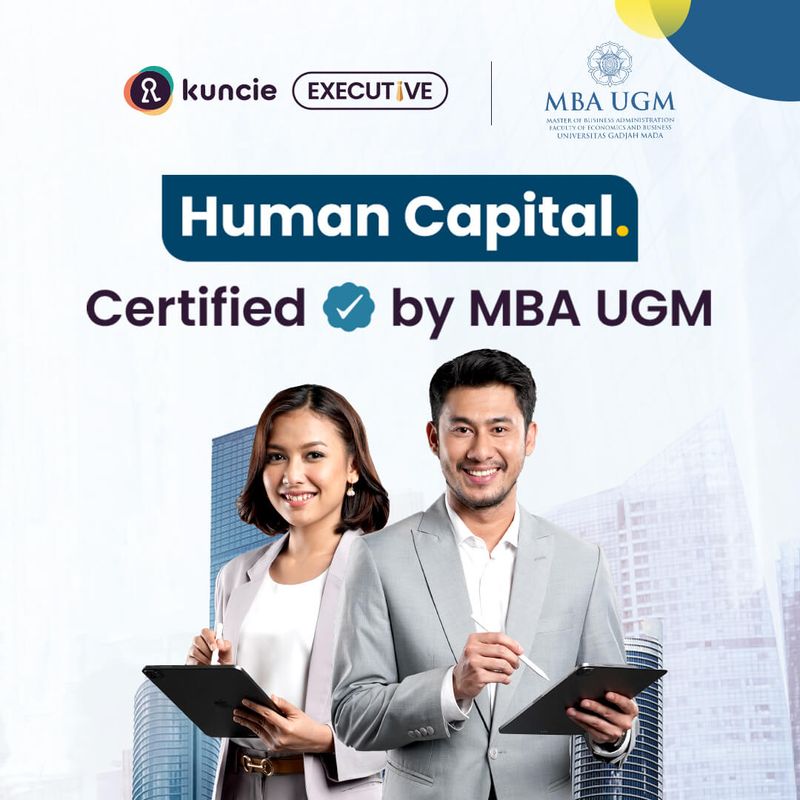 kuncie EXECUTIVE
MBA UGM
MASTER OF BUSINESS ADMINISTRATION
FACULTY OF ECONOMICS AND BUSINESS
UNIVERSITAS GADJAH MADA
Human Capital.
Certified by MBA UGM